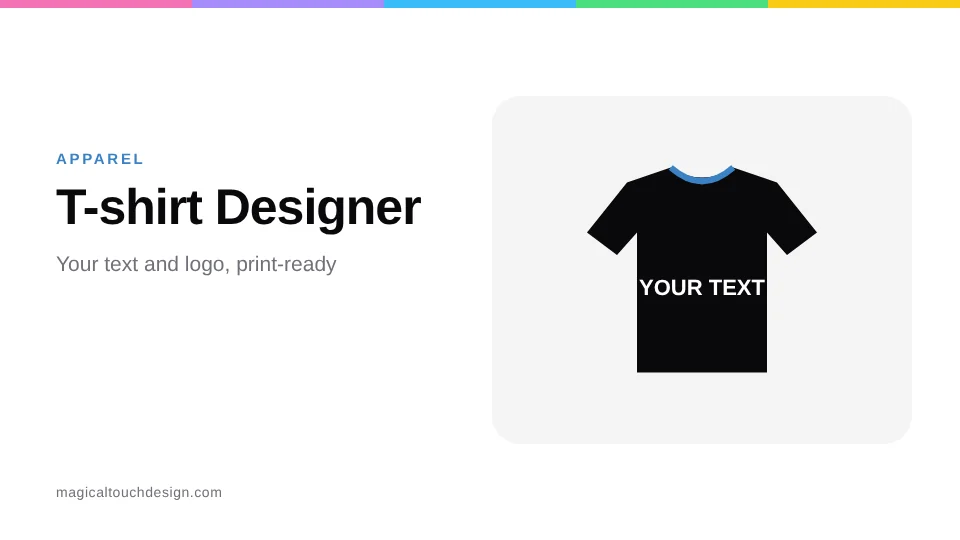 APPAREL
T-shirt Designer
Your text and logo, print-ready
YOUR TEXT
magicaltouchdesign.com